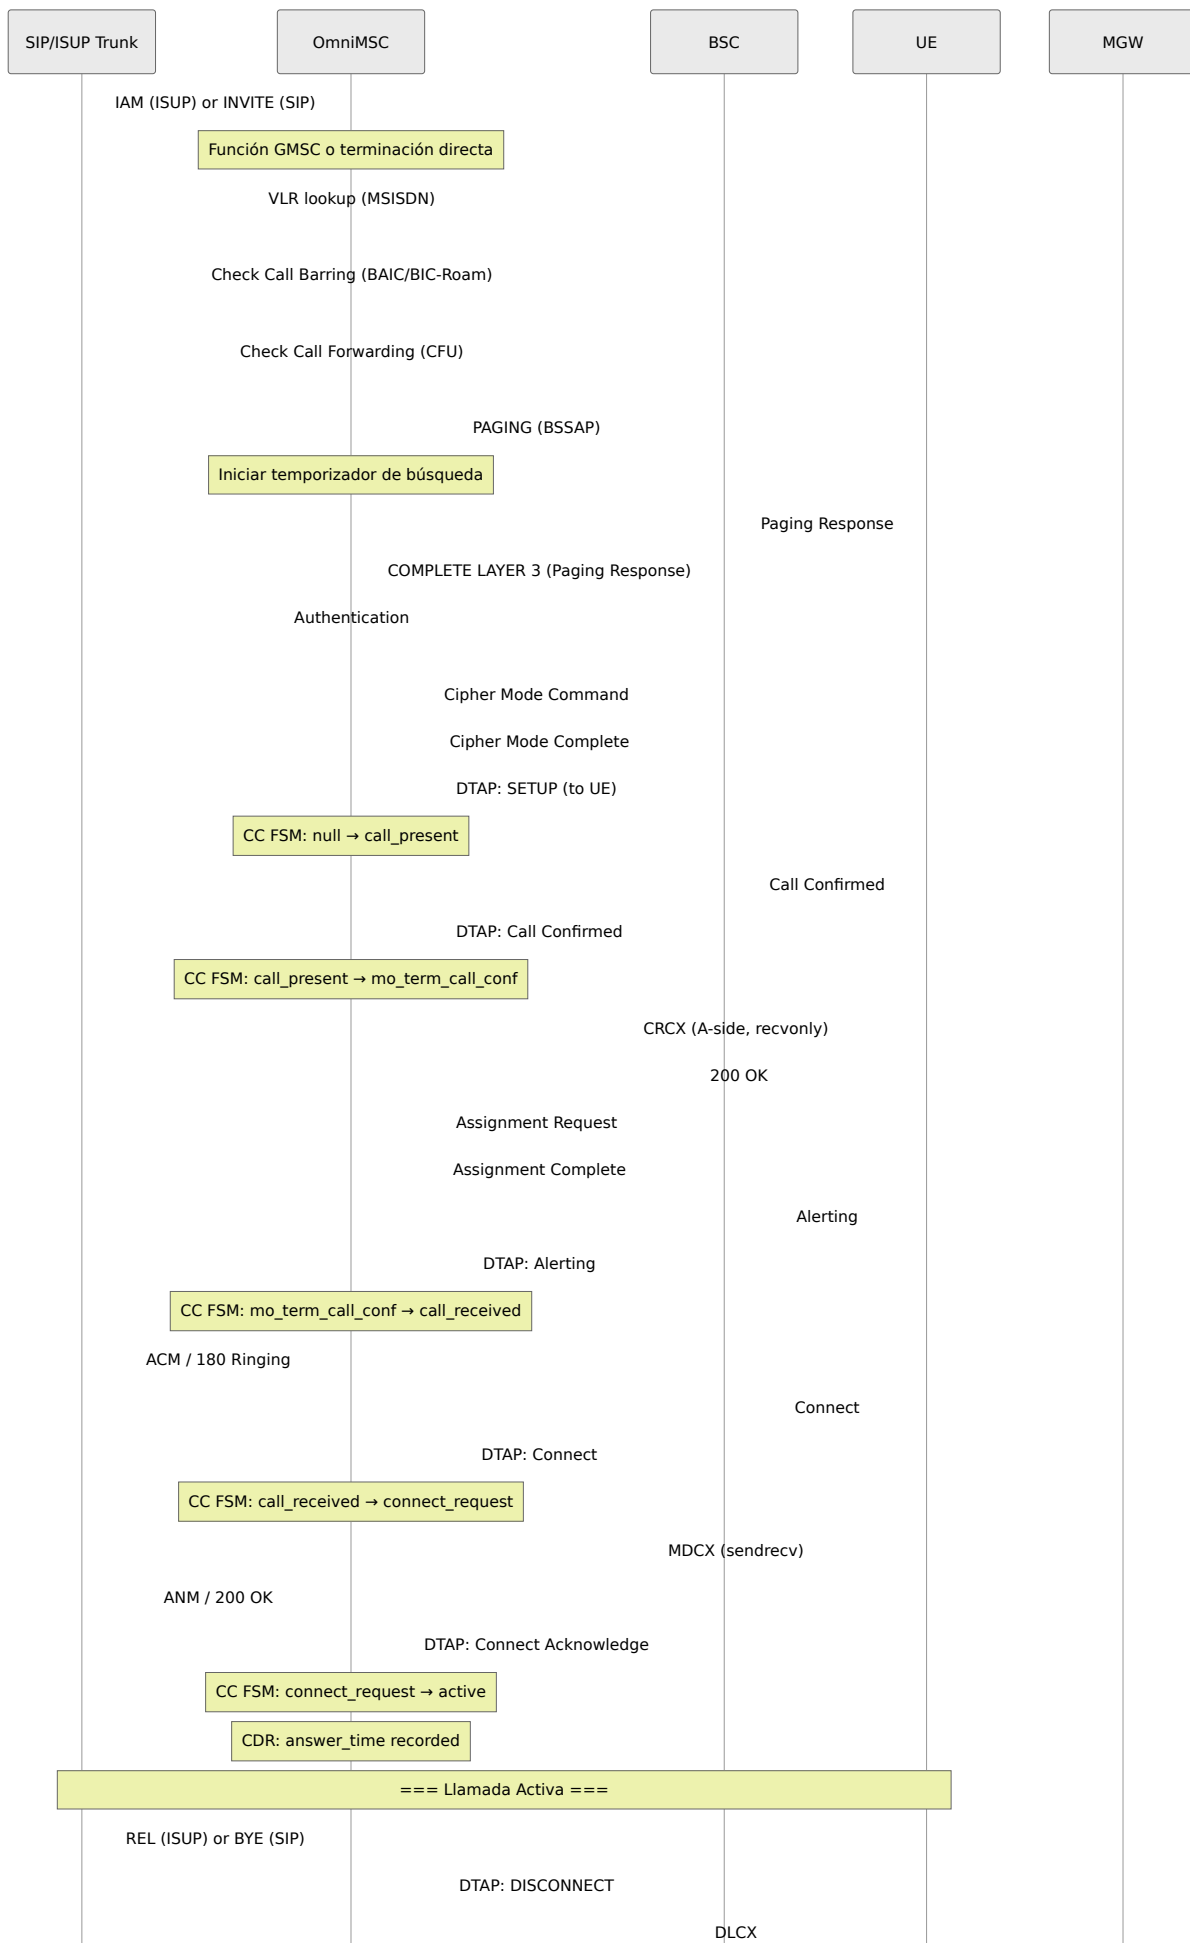 SIP/ISUP Trunk
OmniMSC
BSC
UE
MGW
IAM (ISUP) or INVITE (SIP)
Función GMSC o terminación directa
VLR lookup (MSISDN)
Check Call Barring (BAIC/BIC-Roam)
Check Call Forwarding (CFU)
PAGING (BSSAP)
Iniciar temporizador de búsqueda
Paging Response
COMPLETE LAYER 3 (Paging Response)
Authentication
Cipher Mode Command
Cipher Mode Complete
DTAP: SETUP (to UE)
CC FSM: null → call_present
Call Confirmed
DTAP: Call Confirmed
CC FSM: call_present → mo_term_call_conf
CRCX (A-side, recvonly)
200 OK
Assignment Request
Assignment Complete
Alerting
DTAP: Alerting
CC FSM: mo_term_call_conf → call_received
ACM / 180 Ringing
Connect
DTAP: Connect
CC FSM: call_received → connect_request
MDCX (sendrecv)
ANM / 200 OK
DTAP: Connect Acknowledge
CC FSM: connect_request → active
CDR: answer_time recorded
=== Llamada Activa ===
REL (ISUP) or BYE (SIP)
DTAP: DISCONNECT
DLCX